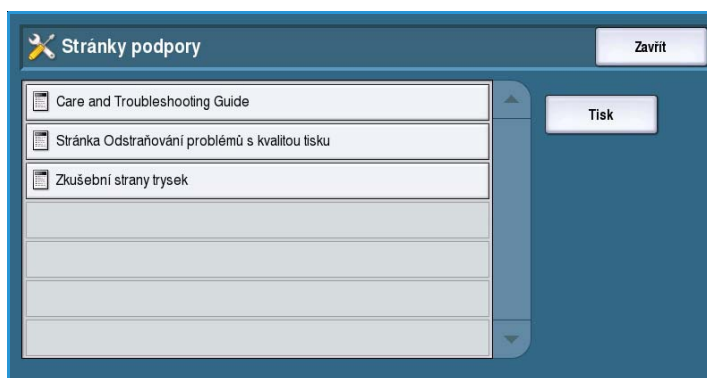 Stránky podpory
Zavřít
Care and Troubleshooting Guide
Tisk
Stránka Odstraňování problémů s kvalitou tisku
Zkušební strany trysek